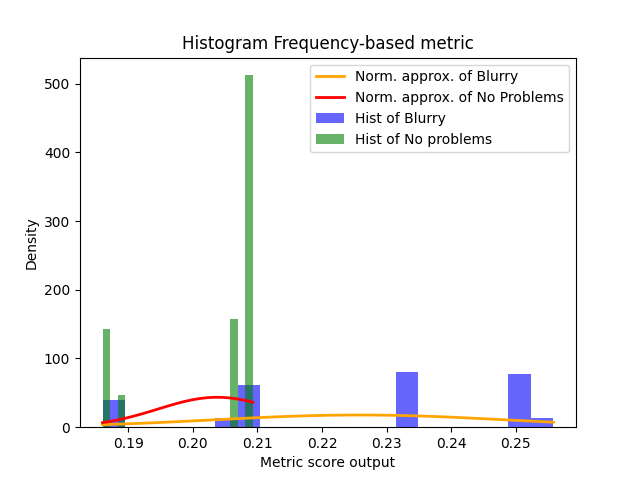 Histogram Frequency-based metric
Norm. approx. of Blurry
Norm. approx. of No Problems
Hist of Blurry
Hist of No problems
500
400
300
200
100
0
Density
0.19 0.20 0.21 0.22 0.23 0.24 0.25
Metric score output